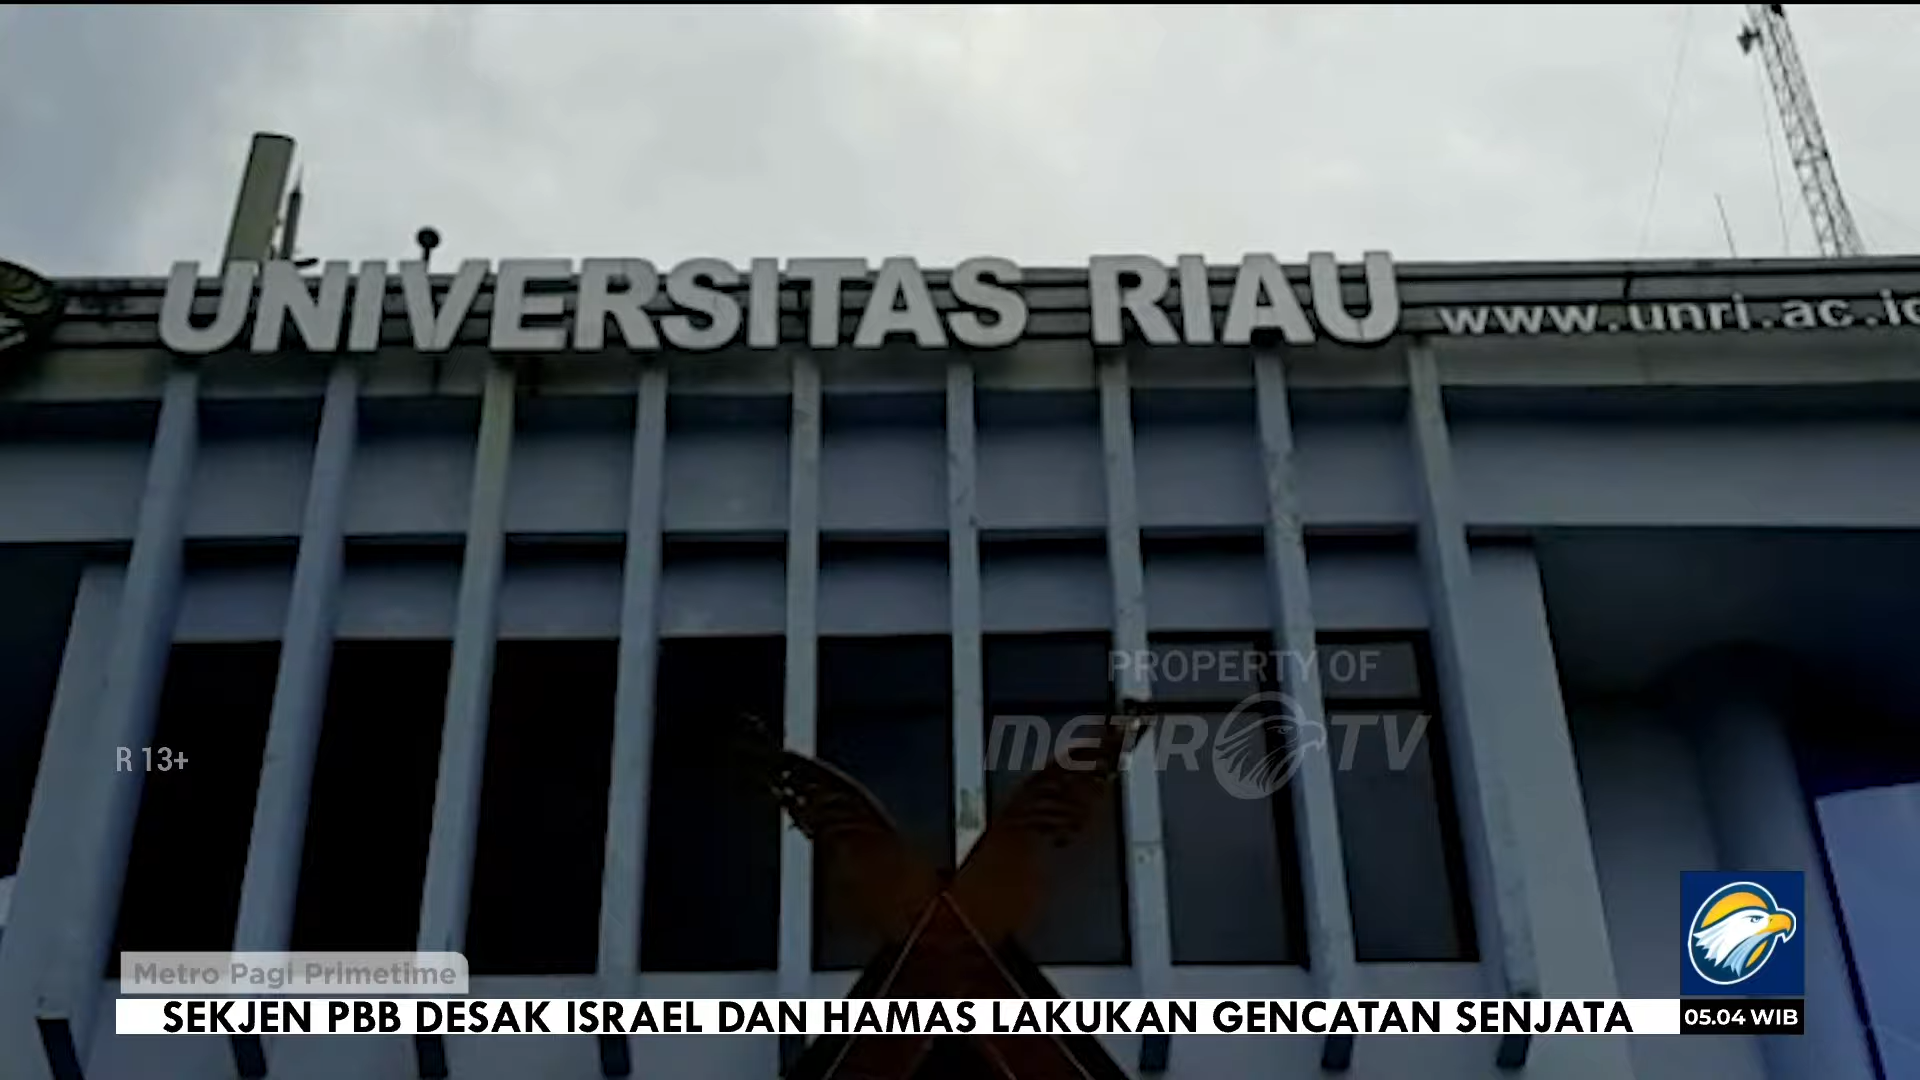 UNIVERSITAS RIAU www.unri.ac.id
PROPERTY OF
METRO TV
R 13+
Metro Pagi Primetime
SEKJEN PBB DESAK ISRAEL DAN HAMAS LAKUKAN GENCATAN SENJATA
05.04 WIB